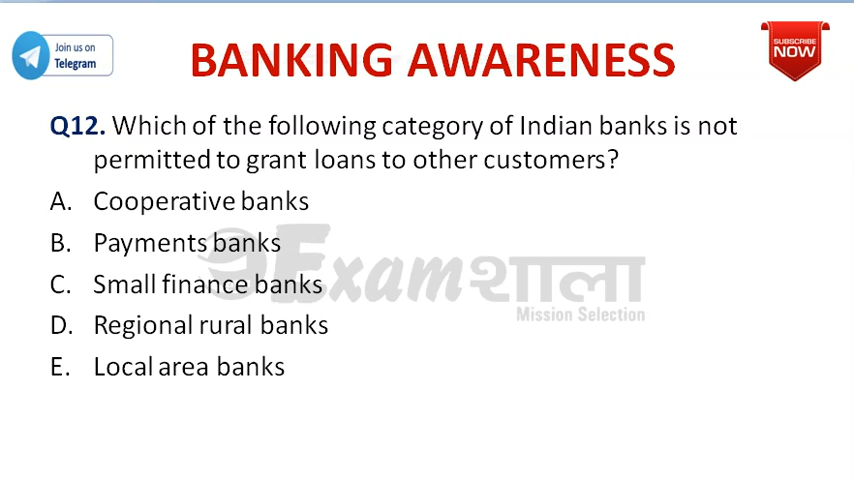 Join us on
Telegram
BANKING AWARENESS
SUBSCRIBE
NOW
Q12. Which of the following category of Indian banks is not
permitted to grant loans to other customers?
A. Cooperative banks
B. Payments banks
C. Small finance banks
D. Regional rural banks
E. Local area banks
Examशाला
Mission Selection